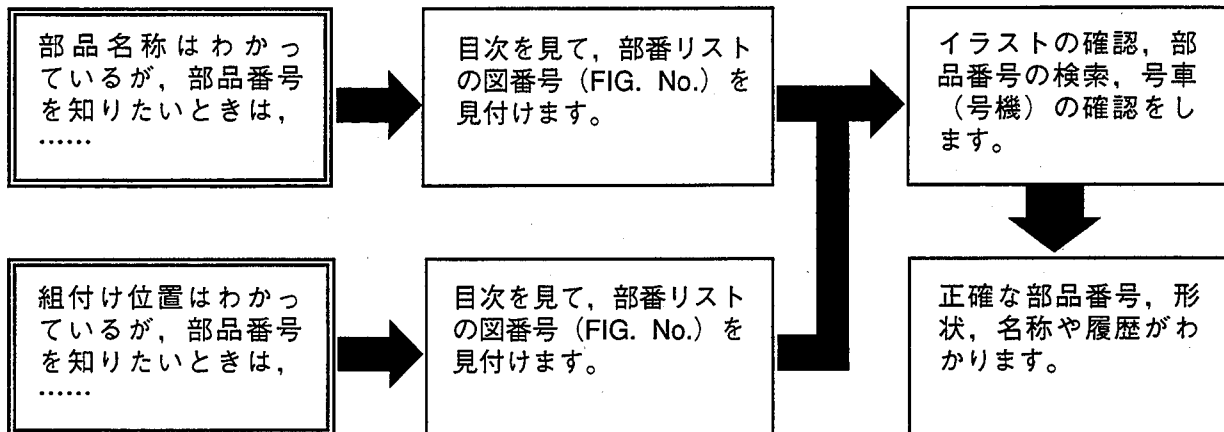 部品名称はわかっ
ているが，部品番号
を知りたいときは，
……
目次を見て，部番リスト
の図番号（FIG. No.）を
見付けます。
イラストの確認，部
品番号の検索，号車
（号機）の確認をし
ます。
組付け位置はわかっ
ているが，部品番号
を知りたいときは，
……
目次を見て，部番リスト
の図番号（FIG. No.）を
見付けます。
正確な部品番号，形
状，名称や履歴がわ
かります。